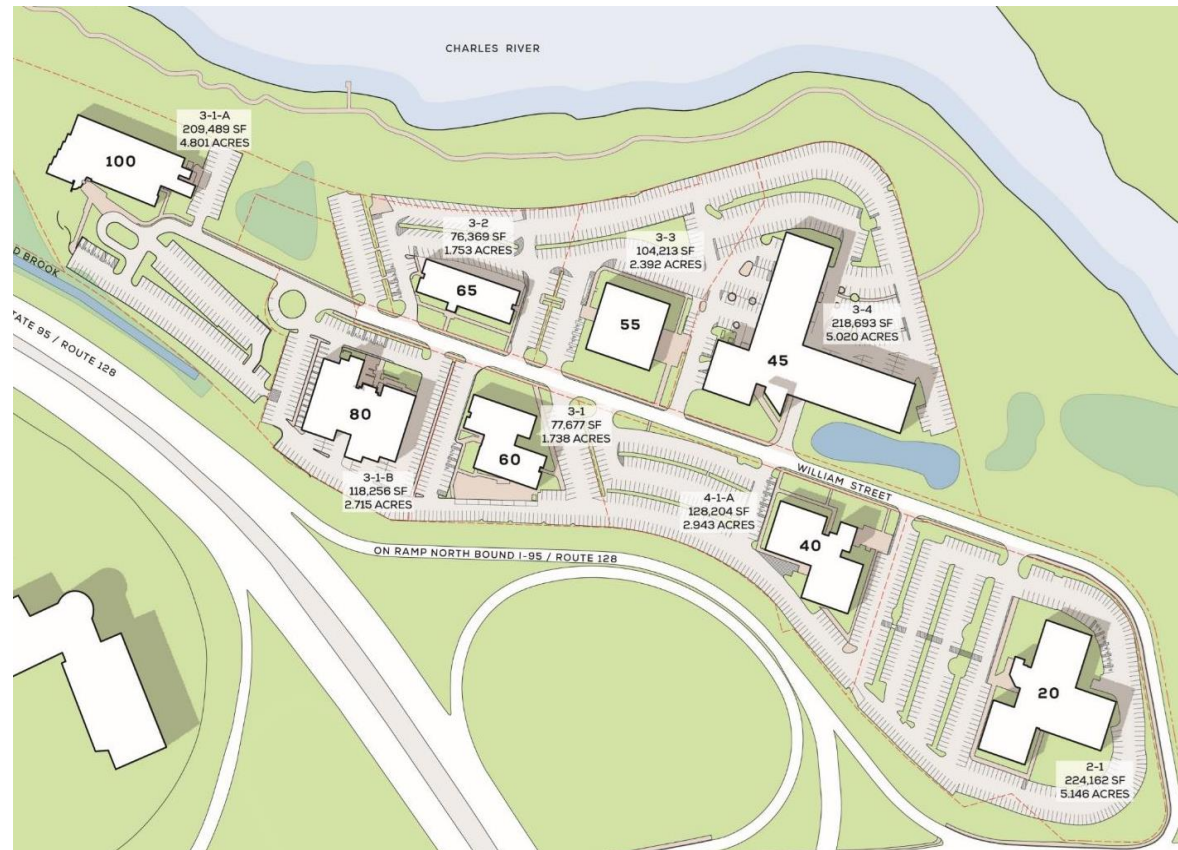 CHARLES RIVER
3-1-A
209,489 SF
4.801 ACRES
100
3-2
76,369 SF
1.753 ACRES
3-3
104,213 SF
2.392 ACRES
D BROOK
65
3-4
218,693 SF
5.020 ACRES
TATE 95 / ROUTE 128
55
45
80
3-1
77,677 SF
1.738 ACRES
60
3-1-B
118,256 SF
2.715 ACRES
WILLIAM STREET
4-1-A
128,204 SF
2.943 ACRES
40
ON RAMP NORTH BOUND I-95 / ROUTE 128
20
2-1
224,162 SF
5.146 ACRES